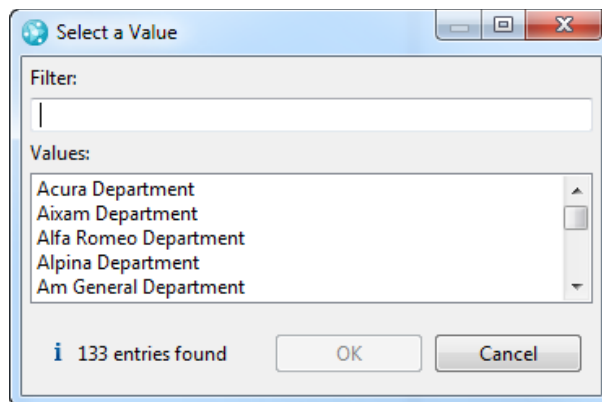 Select a Value
Filter:
Values:
Acura Department
Aixam Department
Alfa Romeo Department
Alpina Department
Am General Department
i 133 entries found
OK
Cancel